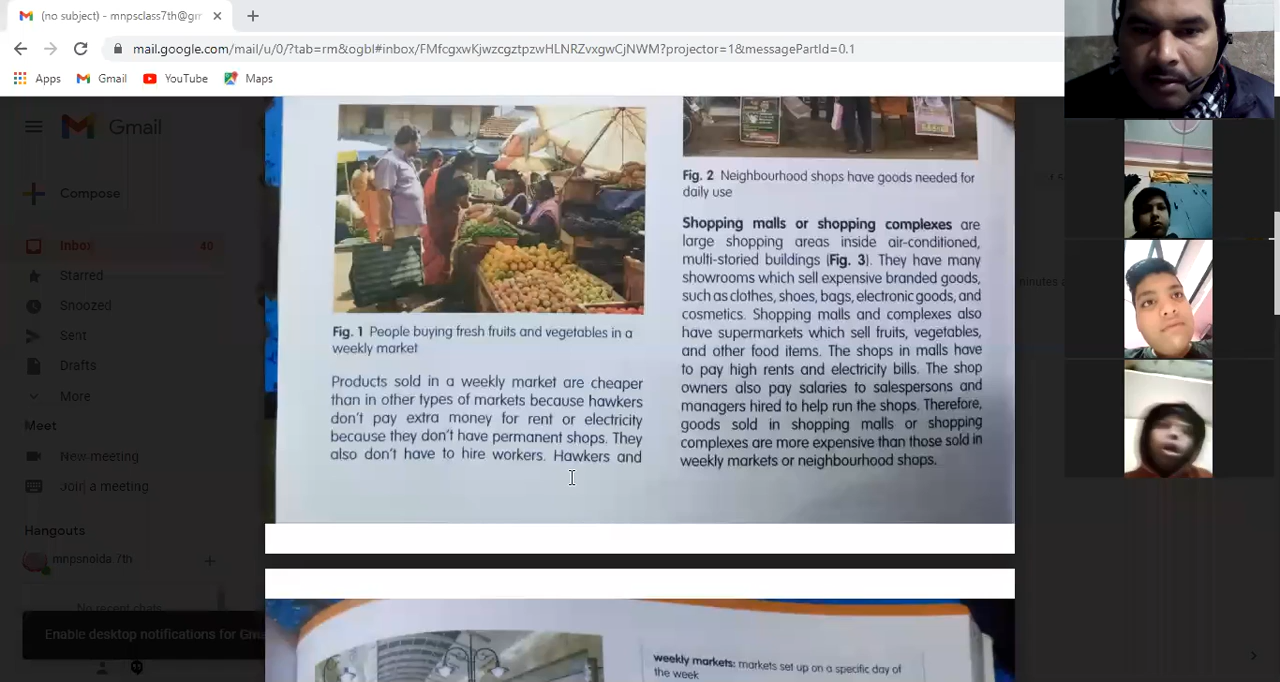 (no subject) - mnpsclass7th@gm
mail.google.com/mail/u/0/?tab=rm&ogbl#inbox/FMfcgxwKjwzcgztpzwHLNRZvxgwCjNWM?projector=1&messagePartId=0.1
Apps Gmail YouTube Maps
Gmail
Compose
Inbox 40
Starred
Snoozed
Sent
Drafts
More
Meet
New meeting
Join a meeting
Hangouts
mnpsnoida 7th
No recent chats
Enable desktop notifications for
minutes a
Fig. 1 People buying fresh fruits and vegetables in a
weekly market
Products sold in a weekly market are cheaper
than in other types of markets because hawkers
don't pay extra money for rent or electricity
because they don't have permanent shops. They
also don't have to hire workers. Hawkers and
Fig. 2 Neighbourhood shops have goods needed for
daily use
Shopping malls or shopping complexes are
large shopping areas inside air-conditioned,
multi-storied buildings (Fig. 3). They have many
showrooms which sell expensive branded goods,
such as clothes, shoes, bags, electronic goods, and
cosmetics. Shopping malls and complexes also
have supermarkets which sell fruits, vegetables,
and other food items. The shops in malls have
to pay high rents and electricity bills. The shop
owners also pay salaries to salespersons and
managers hired to help run the shops. Therefore,
goods sold in shopping malls or shopping
complexes are more expensive than those sold in
weekly markets or neighbourhood shops.
weekly markets: markets set up on a specific day of
the week